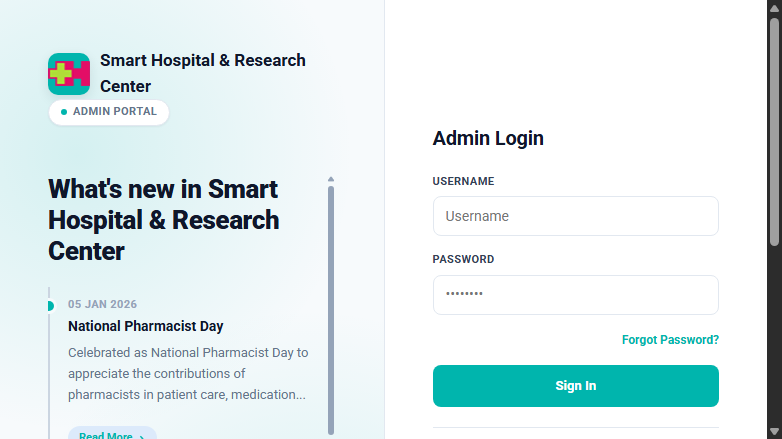 Smart Hospital & Research
Center
ADMIN PORTAL
What's new in Smart
Hospital & Research
Center
05 JAN 2026
National Pharmacist Day
Celebrated as National Pharmacist Day to
appreciate the contributions of
pharmacists in patient care, medication...
Read More
Admin Login
USERNAME
Username
PASSWORD
••••••••
Forgot Password?
Sign In